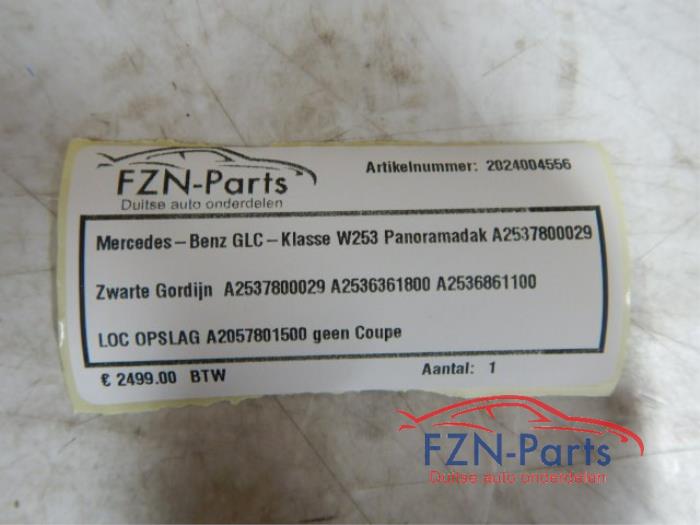 FZN-Parts
Duitse auto onderdelen
Artikelnummer: 2024004556
Mercedes-Benz GLC-Klasse W253 Panoramadak A2537800029
Zwarte Gordijn A2537800029 A2536361800 A2536861100
LOC OPSLAG A2057801500 geen Coupe
€ 2499.00 BTW
Aantal: 1
FZN-Parts
Duitse auto onderdelen